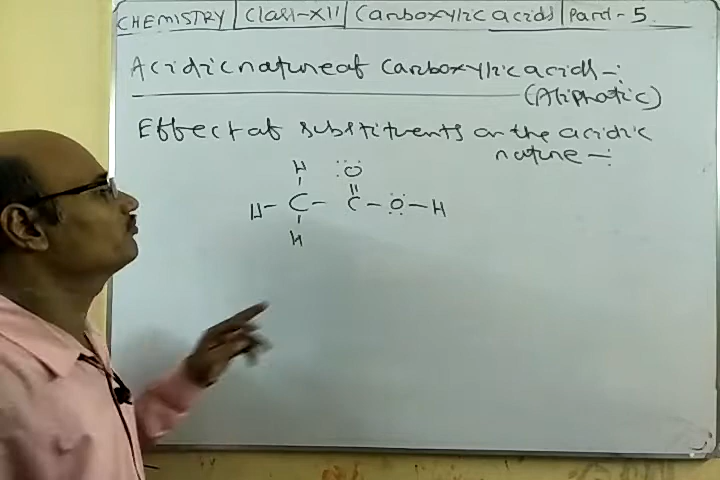 CHEMISTRY | Class-XII | Carboxylic acids | Part-5
Acidic nature of Carboxylic acids -:
(Aliphatic)
Effect of substituents on the acidic
nature -:
H O
H - C - C - O - H
H